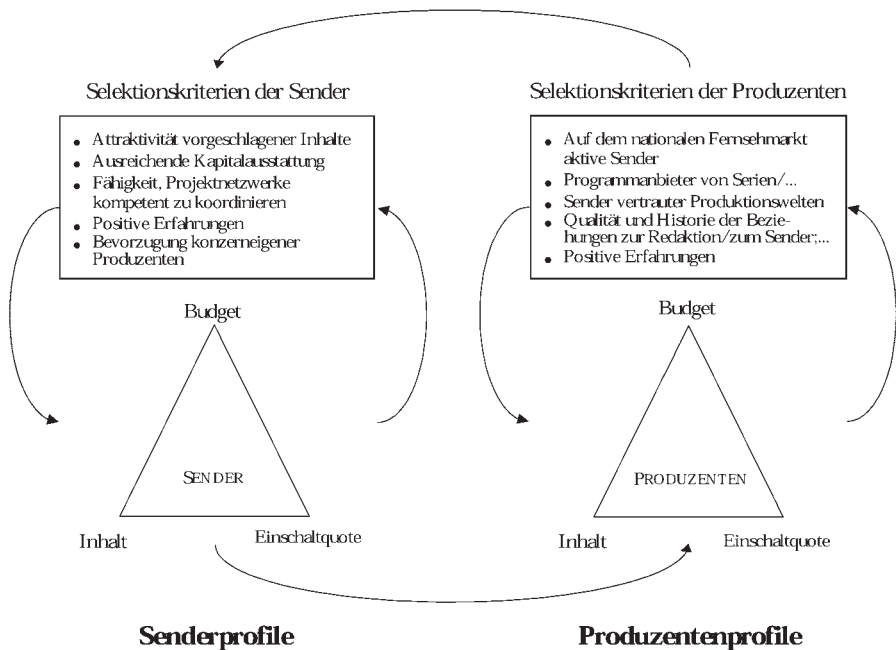 Selektionskriterien der Sender
• Attraktivität vorgeschlagener Inhalte
• Ausreichende Kapitalausstattung
• Fähigkeit, Projektnetzwerke
kompetent zu koordinieren
• Positive Erfahrungen
• Bevorzugung konzerneigener
Produzenten
Budget
SENDER
Inhalt
Einschaltquote
Senderprofile
Selektionskriterien der Produzenten
• Auf dem nationalen Fernsehmarkt
aktive Sender
• Programmanbieter von Serien/...
• Sender vertrauter Produktionswelten
• Qualität und Historie der Bezie-
hungen zur Redaktion/zum Sender;...
• Positive Erfahrungen
Budget
PRODUZENTEN
Inhalt
Einschaltquote
Produzentenprofile